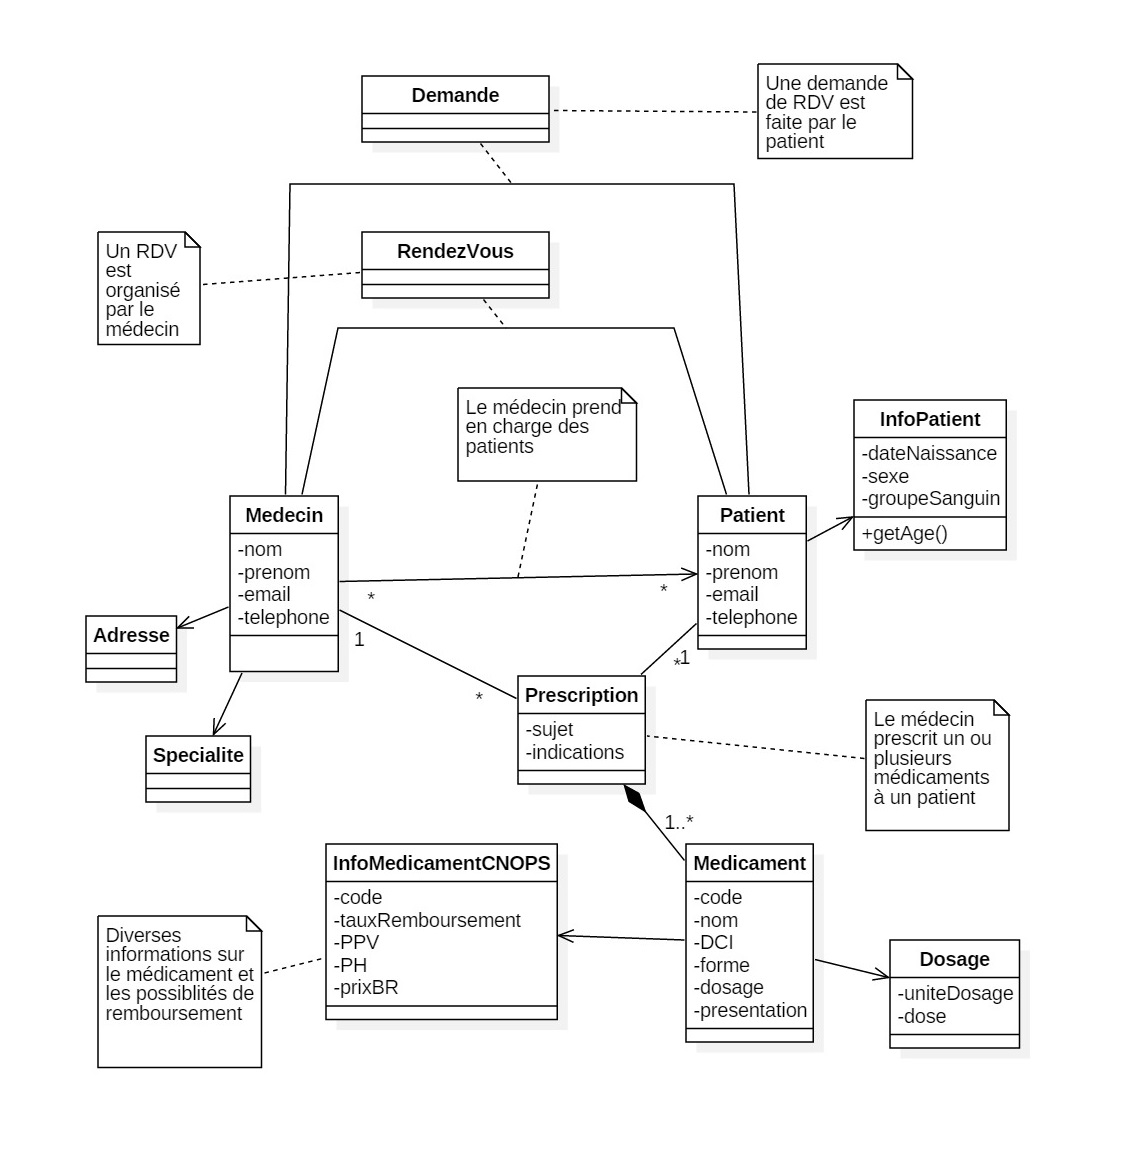 Demande
Une demande
de RDV est
faite par le
patient
Un RDV
est
organisé
par le
médecin
RendezVous
Le médecin prend
en charge des
patients
InfoPatient
-dateNaissance
-sexe
-groupeSanguin
+getAge()
Medecin
-nom
-prenom
-email
-telephone
Patient
-nom
-prenom
-email
-telephone
*
*
1
*
*
1
Adresse
Specialite
Prescription
-sujet
-indications
Le médecin
prescrit un ou
plusieurs
médicaments
à un patient
1..*
InfoMedicamentCNOPS
-code
-tauxRemboursement
-PPV
-PH
-prixBR
Medicament
-code
-nom
-DCI
-forme
-dosage
-presentation
Diverses
informations sur
le médicament et
les possiblités de
remboursement
Dosage
-uniteDosage
-dose